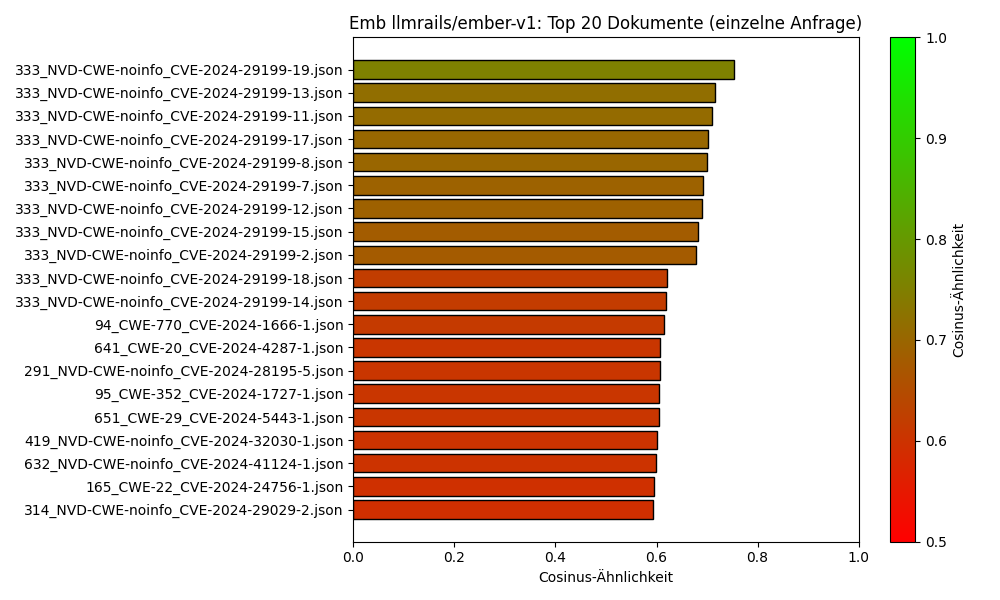 Emb llmrails/ember-v1: Top 20 Dokumente (einzelne Anfrage)
333_NVD-CWE-noinfo_CVE-2024-29199-19.json
333_NVD-CWE-noinfo_CVE-2024-29199-13.json
333_NVD-CWE-noinfo_CVE-2024-29199-11.json
333_NVD-CWE-noinfo_CVE-2024-29199-17.json
333_NVD-CWE-noinfo_CVE-2024-29199-8.json
333_NVD-CWE-noinfo_CVE-2024-29199-7.json
333_NVD-CWE-noinfo_CVE-2024-29199-12.json
333_NVD-CWE-noinfo_CVE-2024-29199-15.json
333_NVD-CWE-noinfo_CVE-2024-29199-2.json
333_NVD-CWE-noinfo_CVE-2024-29199-18.json
333_NVD-CWE-noinfo_CVE-2024-29199-14.json
94_CWE-770_CVE-2024-1666-1.json
641_CWE-20_CVE-2024-4287-1.json
291_NVD-CWE-noinfo_CVE-2024-28195-5.json
95_CWE-352_CVE-2024-1727-1.json
651_CWE-29_CVE-2024-5443-1.json
419_NVD-CWE-noinfo_CVE-2024-32030-1.json
632_NVD-CWE-noinfo_CVE-2024-41124-1.json
165_CWE-22_CVE-2024-24756-1.json
314_NVD-CWE-noinfo_CVE-2024-29029-2.json
0.0 0.2 0.4 0.6 0.8 1.0
Cosinus-Ähnlichkeit
1.0
0.9
0.8
0.7
0.6
0.5
Cosinus-Ähnlichkeit